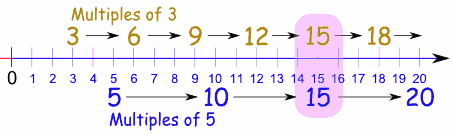 Multiples of 3
3 6 9 12 15 18
0 1 2 3 4 5 6 7 8 9 10 11 12 13 14 15 16 17 18 19 20
5 10 15 20
Multiples of 5